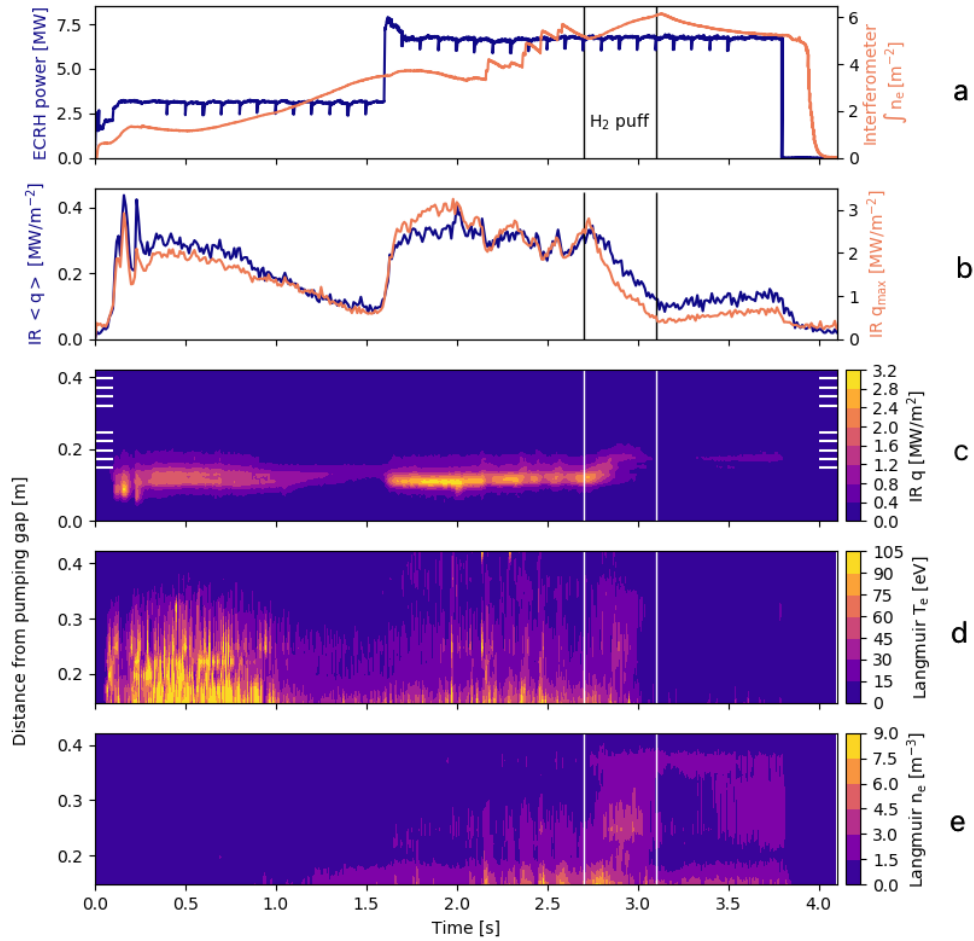 ECRH power [MW]
7.5
5.0
2.5
0.0
H₂ puff
6
4
2
0
Interferometer
∫ nₑ [m⁻²]
a
IR < q > [MW/m⁻²]
0.4
0.2
0.0
3
2
1
0
IR qₘₐₓ [MW/m⁻²]
b
Distance from pumping gap [m]
0.4
0.2
0.0
3.2
2.8
2.4
2.0
1.6
1.2
0.8
0.4
0.0
IR q [MW/m²]
c
0.4
0.3
0.2
105
90
75
60
45
30
15
0
Langmuir Tₑ [eV]
d
0.4
0.3
0.2
9.0
7.5
6.0
4.5
3.0
1.5
0.0
Langmuir nₑ [m⁻³]
e
0.0 0.5 1.0 1.5 2.0 2.5 3.0 3.5 4.0
Time [s]